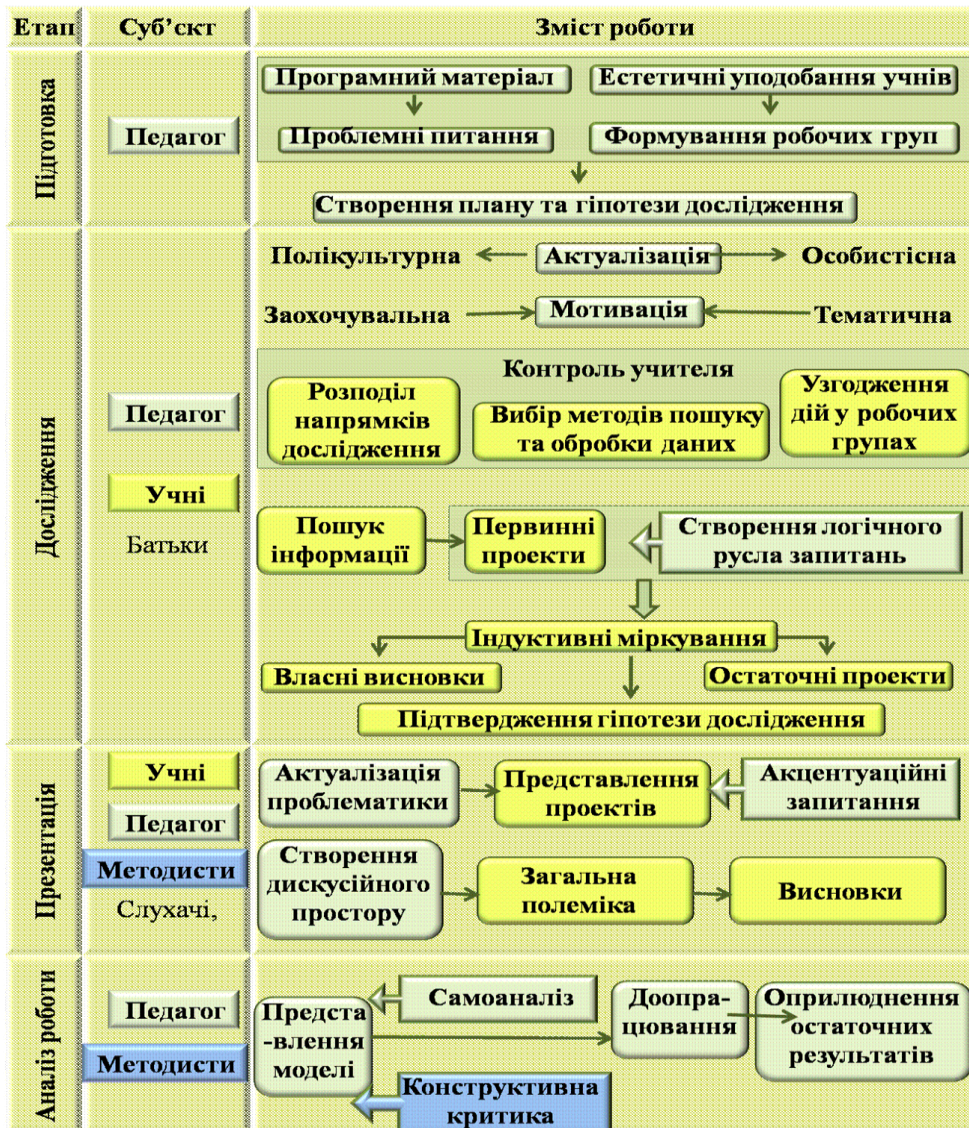 Етап
Суб’єкт
Зміст роботи
Підготовка
Педагог
Програмний матеріал
Естетичні уподобання учнів
Проблемні питання
Формування робочих груп
Створення плану та гіпотези дослідження
Дослідження
Педагог
Учні
Батьки
Полікультурна
Актуалізація
Особистісна
Заохочувальна
Мотивація
Тематична
Контроль учителя
Розподіл
напрямків
дослідження
Вибір методів пошуку
та обробки даних
Узгодження
дій у робочих
групах
Пошук
інформації
Первинні
проекти
Створення логічного
русла запитань
Індуктивні міркування
Власні висновки
Остаточні проекти
Підтвердження гіпотези дослідження
Презентація
Учні
Педагог
Методисти
Слухачі,
Актуалізація
проблематики
Представлення
проектів
Акцентуаційні
запитання
Створення
дискусійного
простору
Загальна
полеміка
Висновки
Аналіз роботи
Педагог
Методисти
Предста
-влення
моделі
Самоаналіз
Доопра-
цювання
Оприлюднення
остаточних
результатів
Конструктивна
критика